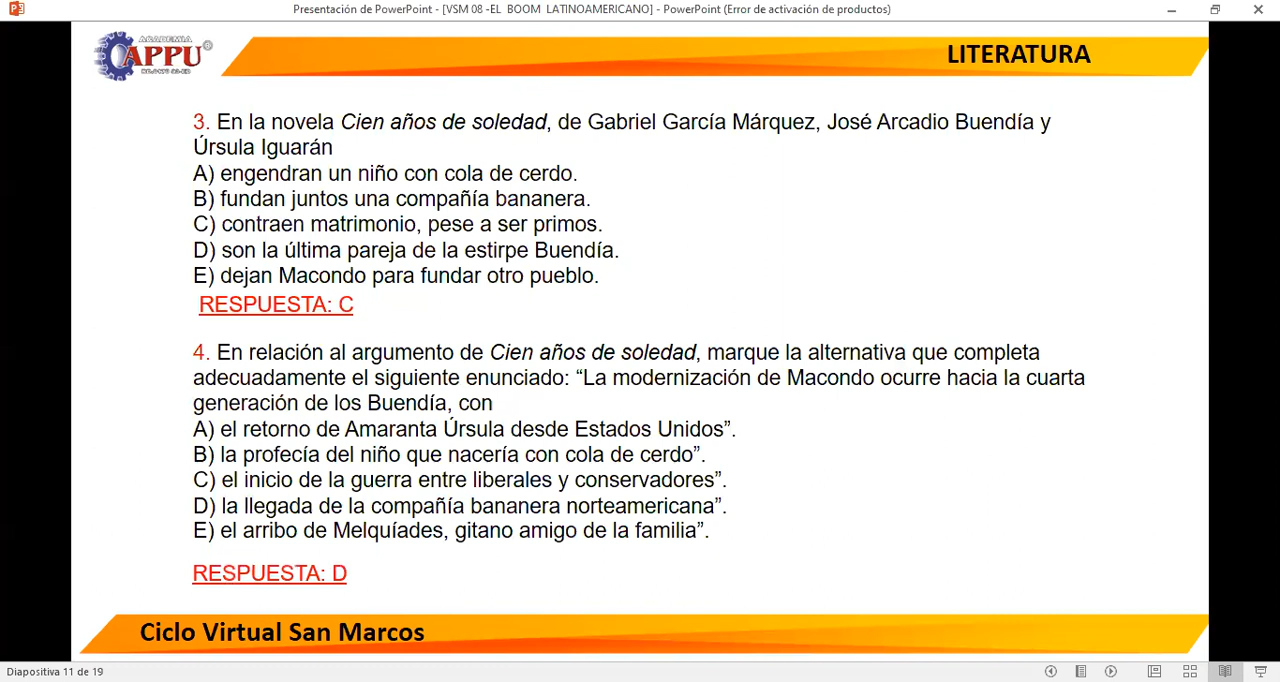 Presentación de PowerPoint - [VSM 08 -EL BOOM LATINOAMERICANO] - PowerPoint (Error de activación de productos)
ACADEMIA
APPU
LITERATURA
3. En la novela Cien años de soledad, de Gabriel García Márquez, José Arcadio Buendía y
Úrsula Iguarán
A) engendran un niño con cola de cerdo.
B) fundan juntos una compañía bananera.
C) contraen matrimonio, pese a ser primos.
D) son la última pareja de la estirpe Buendía.
E) dejan Macondo para fundar otro pueblo.
RESPUESTA: C
4. En relación al argumento de Cien años de soledad, marque la alternativa que completa
adecuadamente el siguiente enunciado: “La modernización de Macondo ocurre hacia la cuarta
generación de los Buendía, con
A) el retorno de Amaranta Úrsula desde Estados Unidos”.
B) la profecía del niño que nacería con cola de cerdo”.
C) el inicio de la guerra entre liberales y conservadores”.
D) la llegada de la compañía bananera norteamericana”.
E) el arribo de Melquíades, gitano amigo de la familia”.
RESPUESTA: D
Ciclo Virtual San Marcos
Diapositiva 11 de 19